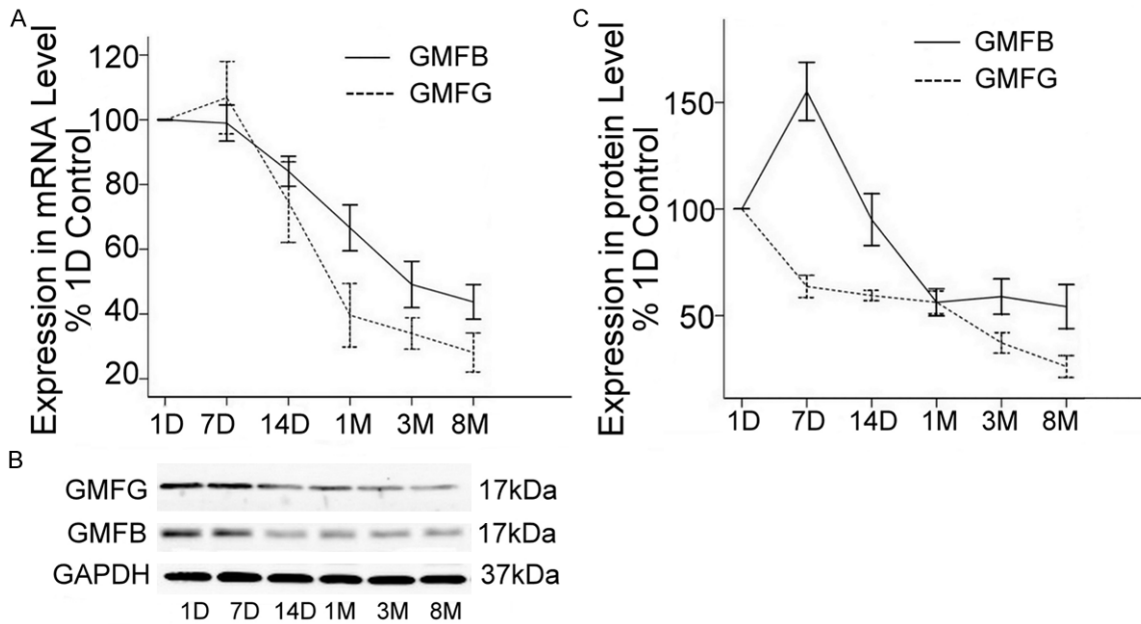 A
Expression in mRNA Level
% 1D Control
120
100
80
60
40
20
GMFB
GMFG
1D 7D 14D 1M 3M 8M
C
Expression in protein Level
% 1D Control
150
100
50
GMFB
GMFG
1D 7D 14D 1M 3M 8M
B
GMFG 17kDa
GMFB 17kDa
GAPDH 37kDa
1D 7D 14D 1M 3M 8M